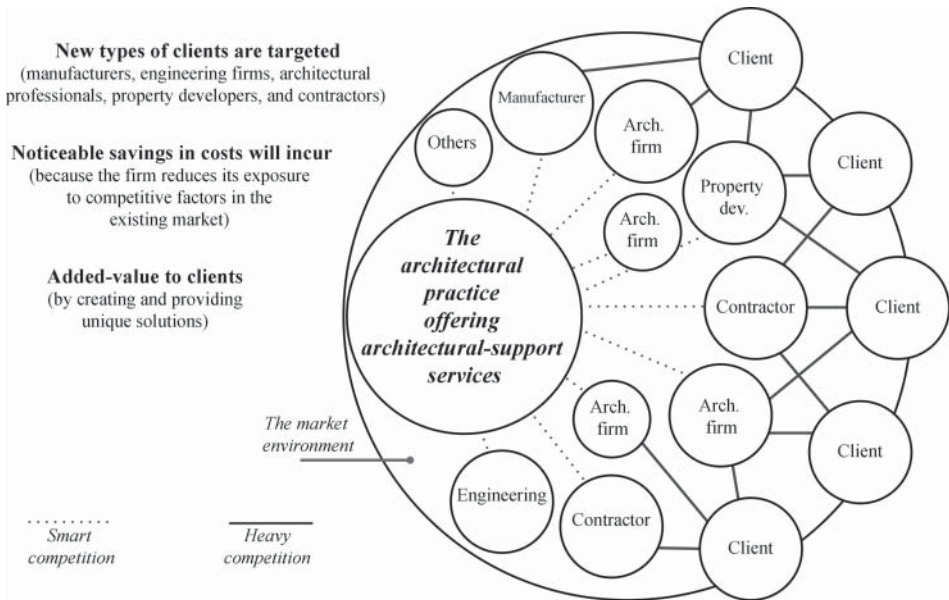 New types of clients are targeted
(manufacturers, engineering firms, architectural
professionals, property developers, and contractors)
Noticeable savings in costs will incur
(because the firm reduces its exposure
to competitive factors in the
existing market)
Added-value to clients
(by creating and providing
unique solutions)
The market
environment
Smart
competition
Heavy
competition
The
architectural
practice
offering
architectural-support
services
Others
Manufacturer
Arch.
firm
Arch.
firm
Property
dev.
Contractor
Arch.
firm
Arch.
firm
Engineering
Contractor
Client
Client
Client
Client
Client